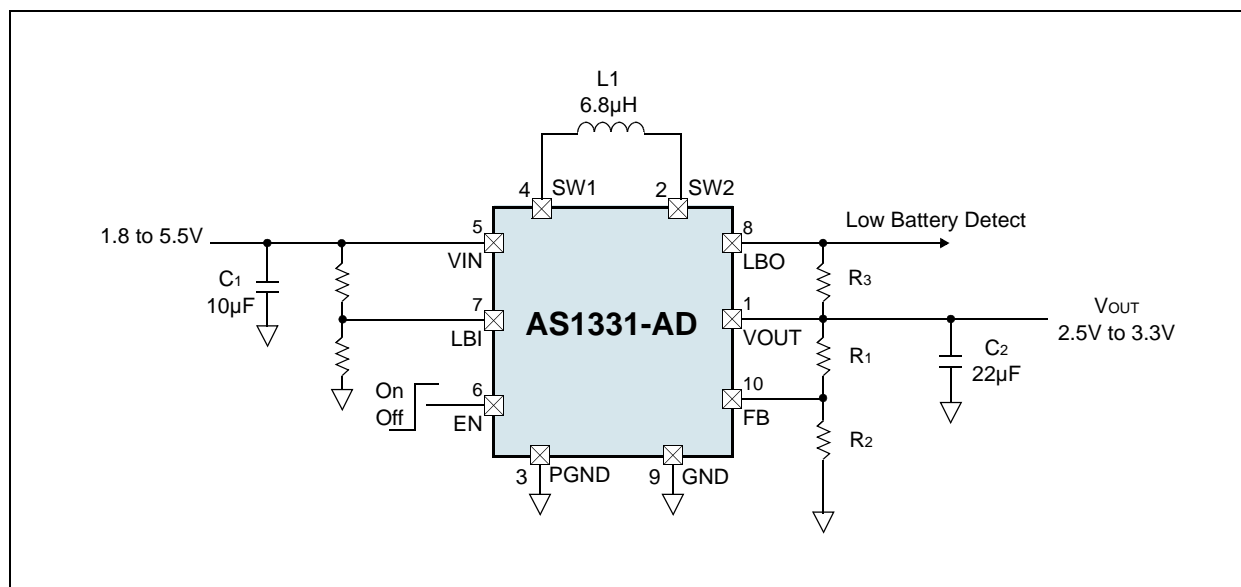 L1
6.8µH
4 SW1
2 SW2
1.8 to 5.5V
5
VIN
8
LBO
Low Battery Detect
C1
10µF
R3
7
LBI
AS1331-AD
1
VOUT
VOUT
2.5V to 3.3V
R1
C2
22µF
On
Off
6
EN
10
FB
R2
3 PGND
9 GND